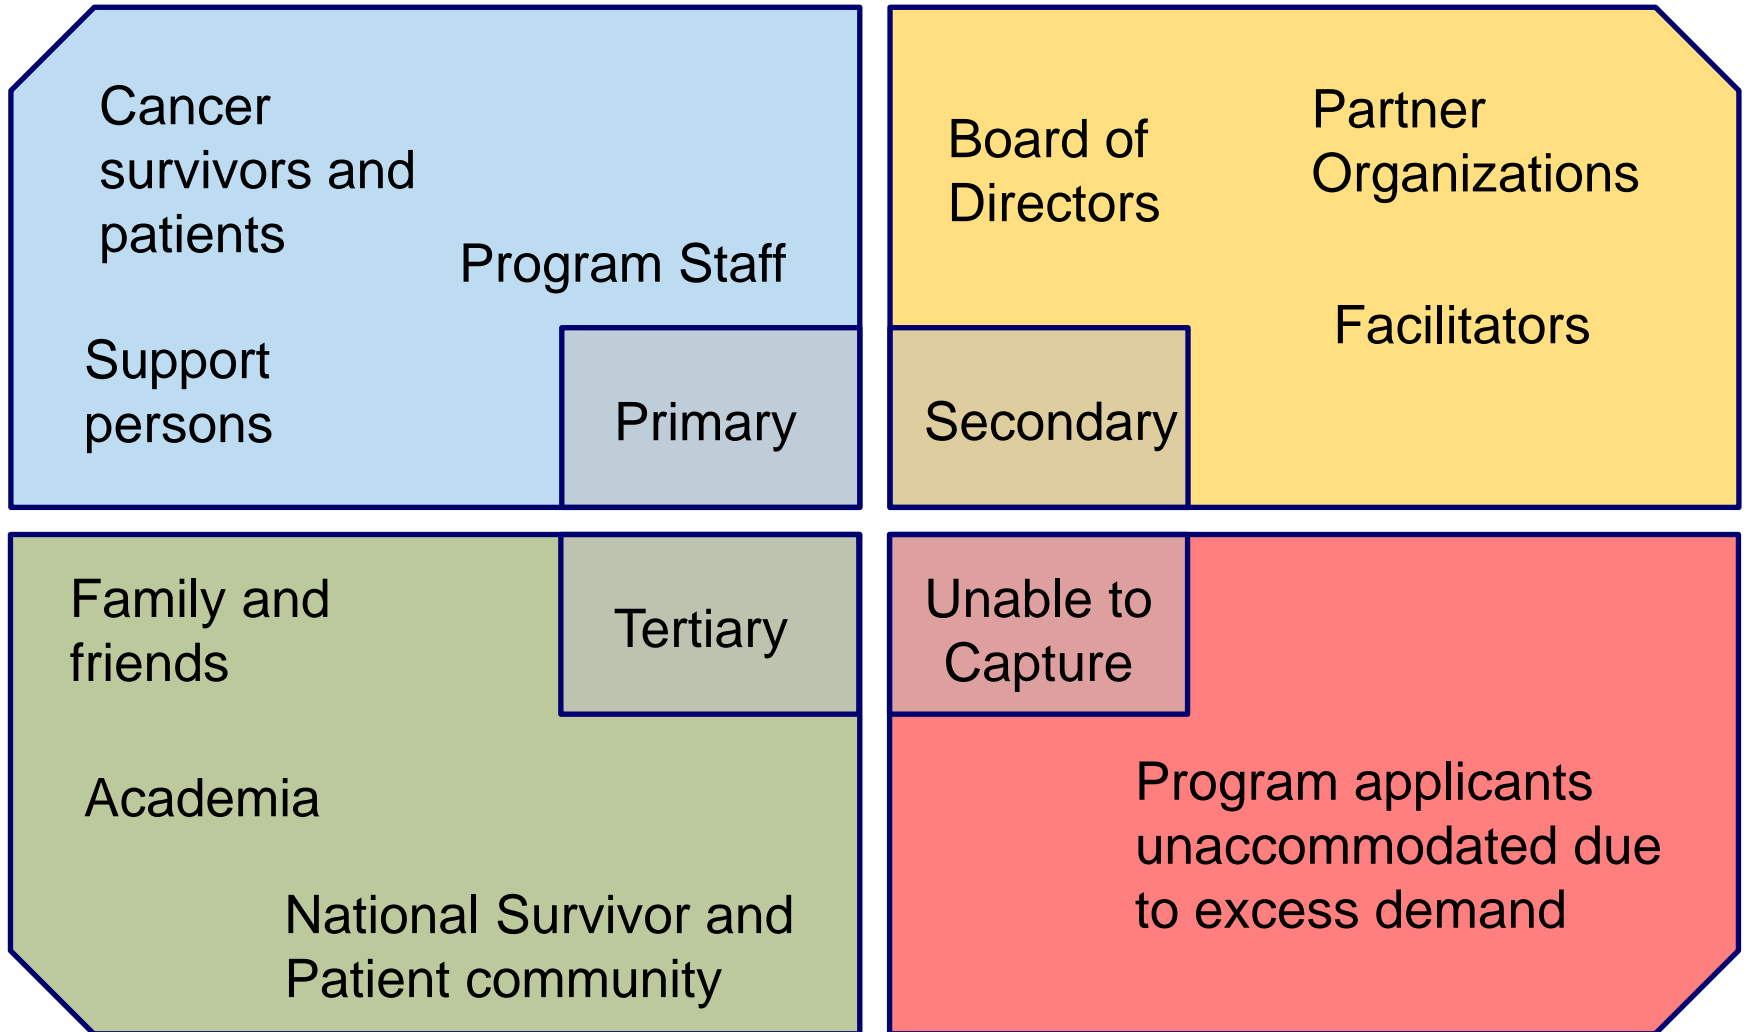 Cancer
survivors and
patients
Program Staff
Support
persons
Primary
Board of
Directors
Partner
Organizations
Facilitators
Secondary
Family and
friends
Tertiary
Academia
National Survivor and
Patient community
Unable to
Capture
Program applicants
unaccommodated due
to excess demand